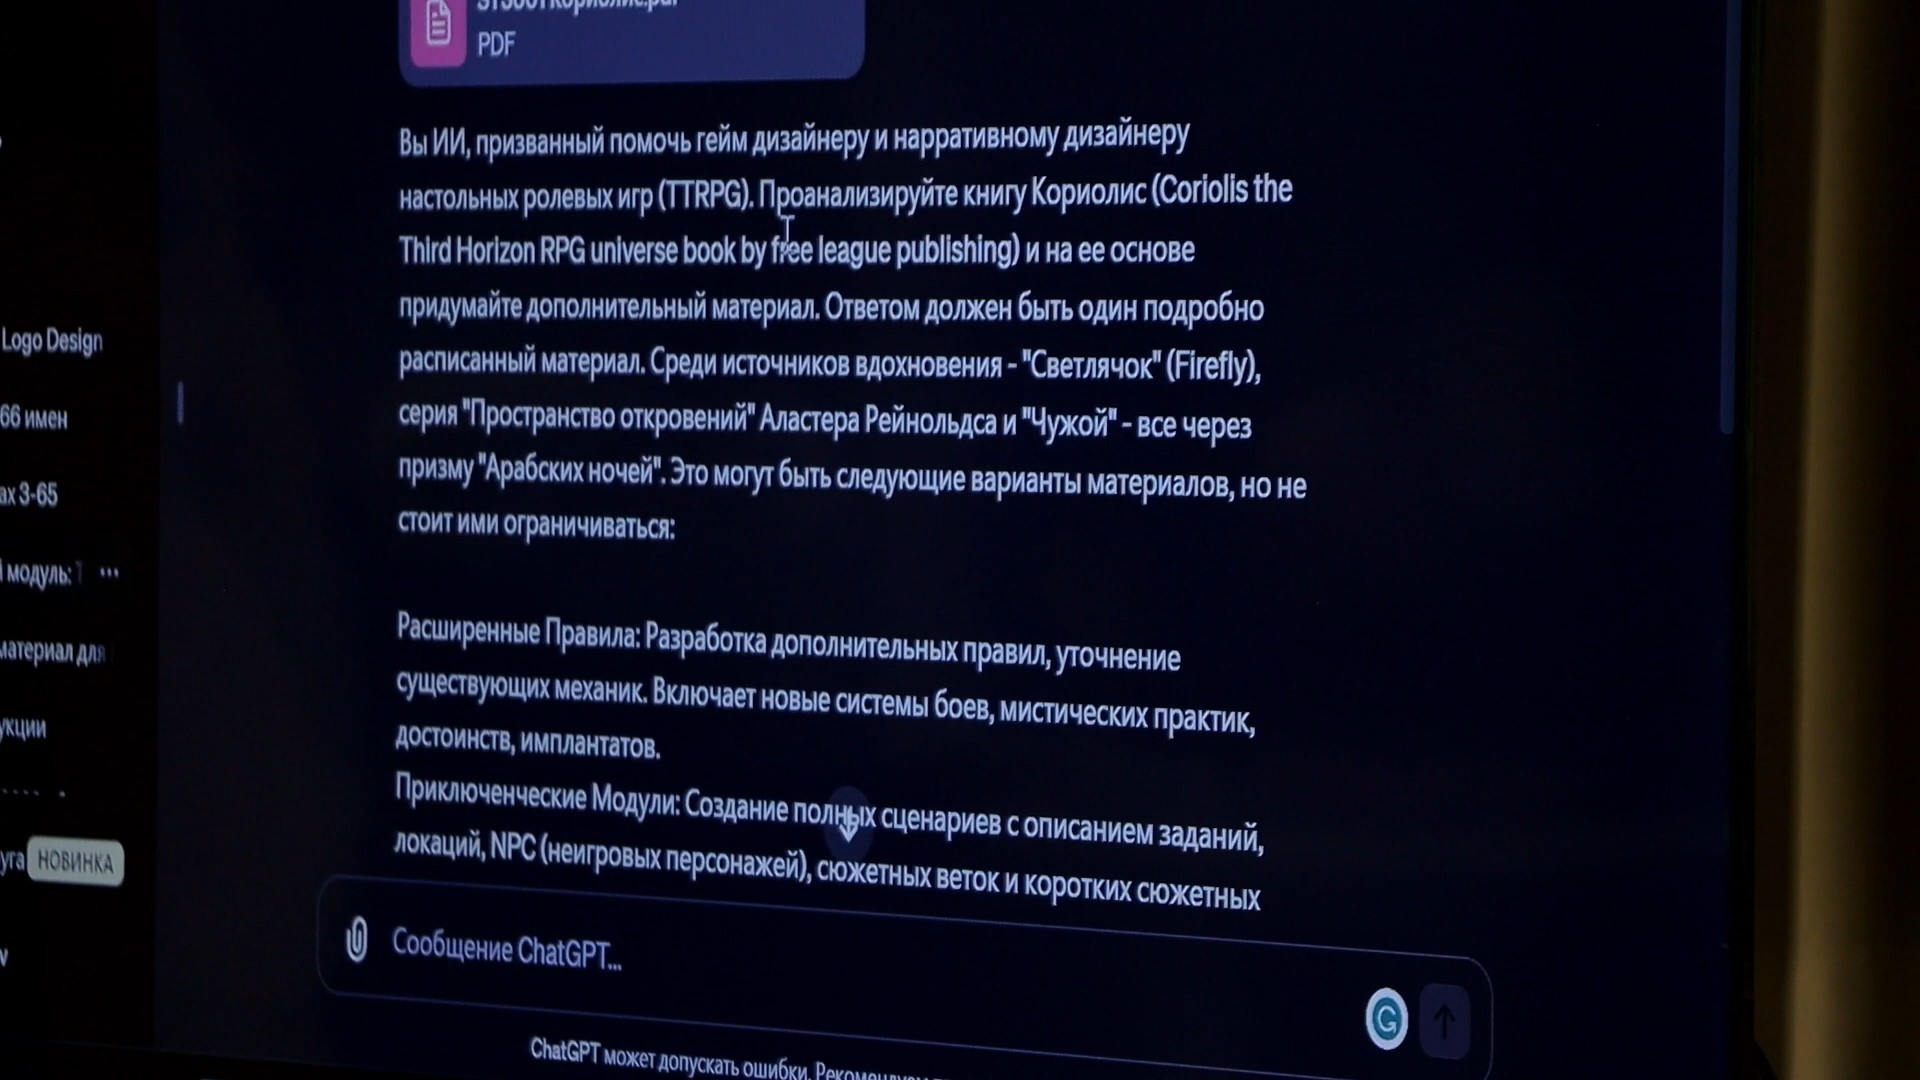 PDF
Вы ИИ, призванный помочь гейм дизайнеру и нарративному дизайнеру
настольных ролевых игр (TTRPG). Проанализируйте книгу Кориолис (Coriolis the
Third Horizon RPG universe book by free league publishing) и на ее основе
придумайте дополнительный материал. Ответом должен быть один подробно
расписанный материал. Среди источников вдохновения - "Светлячок" (Firefly),
серия "Пространство откровений" Аластера Рейнольдса и "Чужой" - все через
призму "Арабских ночей". Это могут быть следующие варианты материалов, но не
стоит ими ограничиваться:
Расширенные Правила: Разработка дополнительных правил, уточнение
существующих механик. Включает новые системы боев, мистических практик,
достоинств, имплантатов.
Приключенческие Модули: Создание полных сценариев с описанием заданий,
локаций, NPC (неигровых персонажей), сюжетных веток и коротких сюжетных
Сообщение ChatGPT...
ChatGPT может допускать ошибки.
Logo Design
66 имен
ах 3-65
модуль:
материал для
укции
уга НОВИНКА